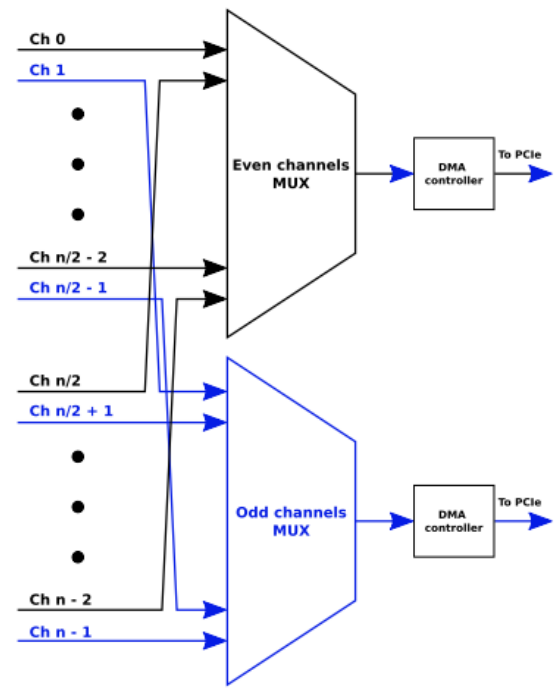 Ch 0
Ch 1
Even channels
MUX
DMA
controller
To PCIe
Ch n/2 - 2
Ch n/2 - 1
Ch n/2
Ch n/2 + 1
Odd channels
MUX
DMA
controller
To PCIe
Ch n - 2
Ch n - 1